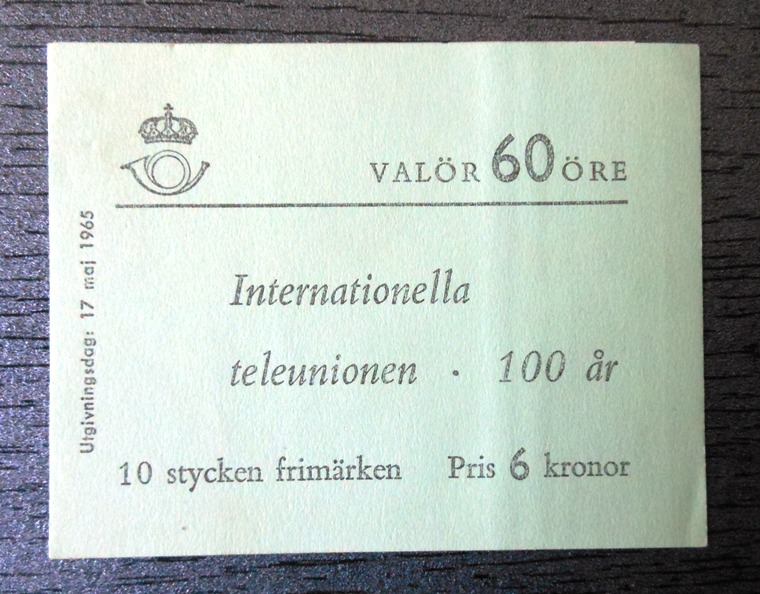 VALÖR 60 ÖRE
Utgivningsdag: 17 maj 1965
Internationella
teleunionen · 100 år
10 stycken frimärken Pris 6 kronor